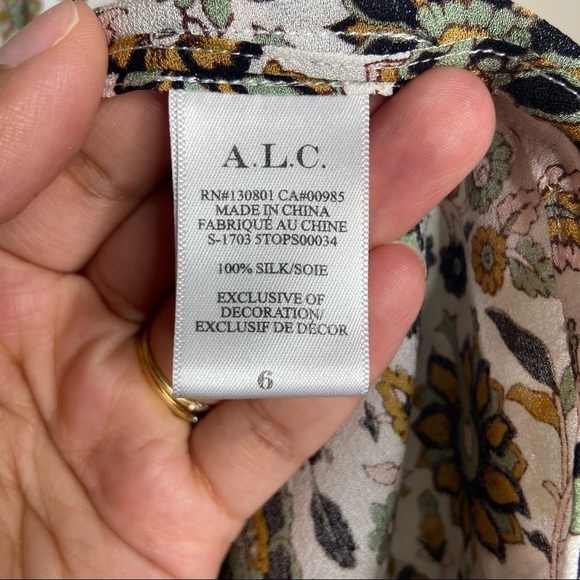 A.L.C.
RN#130801 CA#00985
MADE IN CHINA
FABRIQUÉ AU CHINE
S-1703 5TOPS00034
100% SILK/SOIE
EXCLUSIVE OF
DECORATION/
EXCLUSIF DE DÉCOR
6